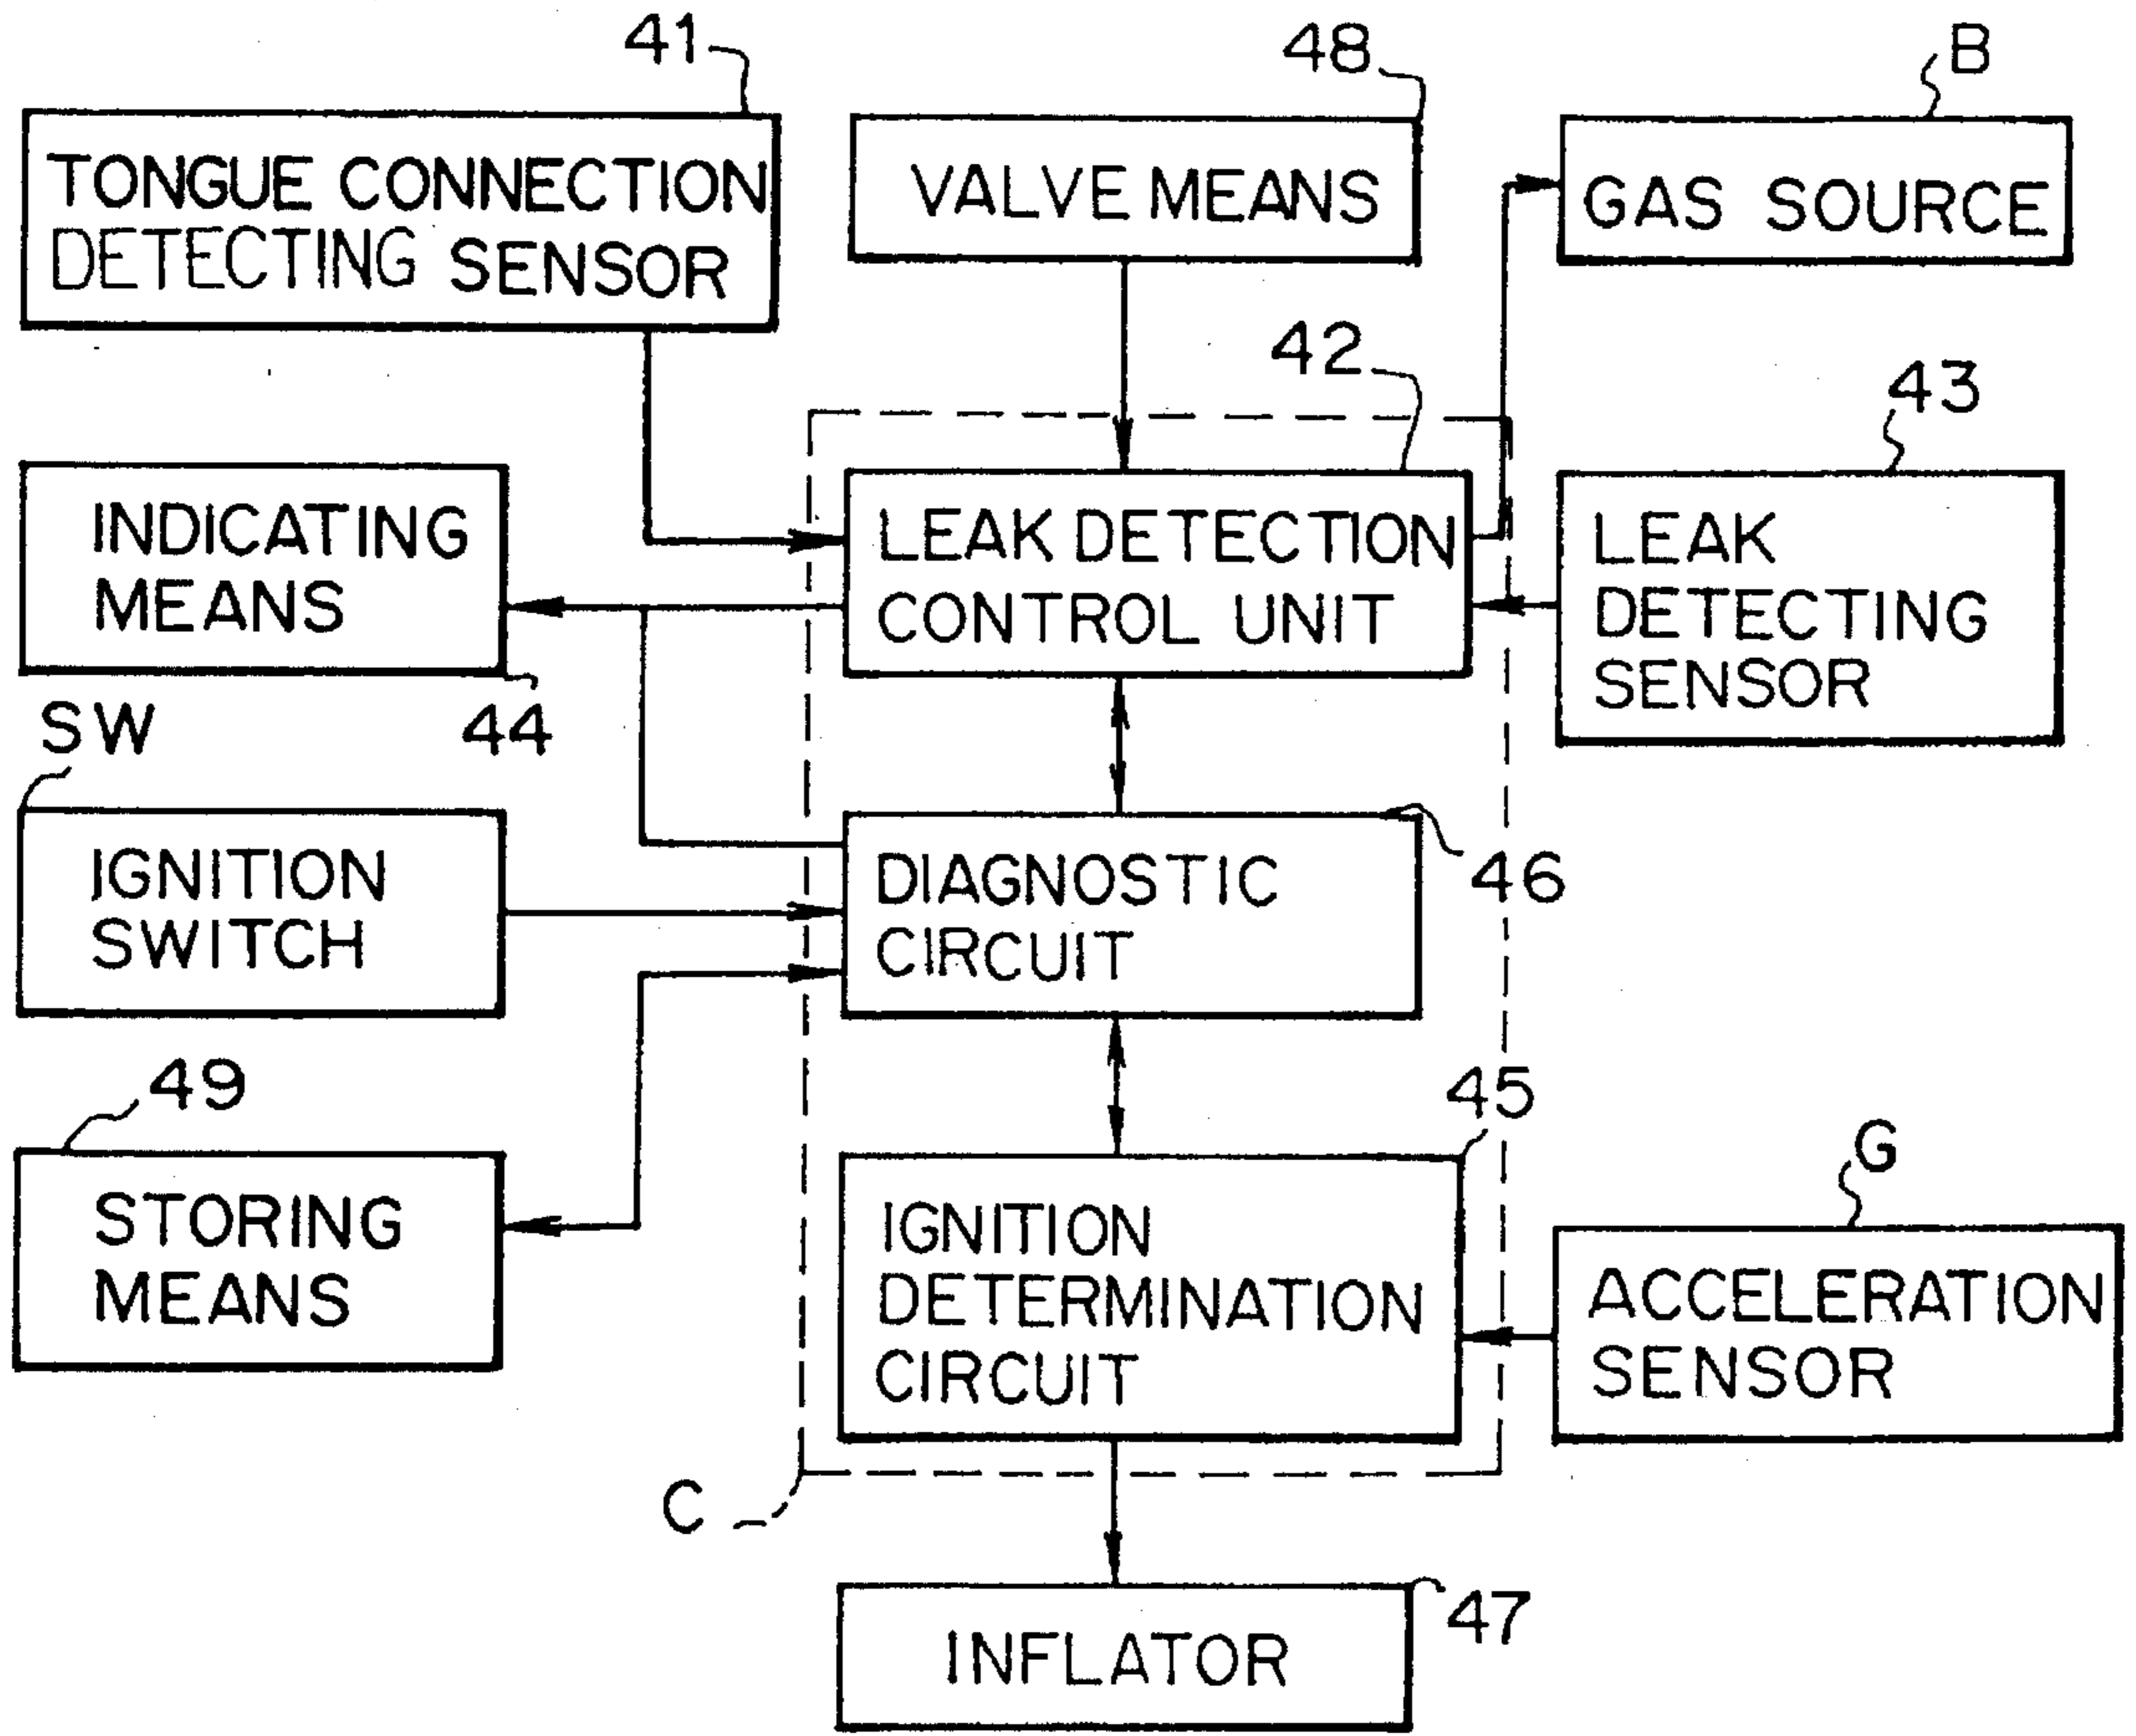 41
48
B
TONGUE CONNECTION
DETECTING SENSOR
VALVE MEANS
GAS SOURCE
42
43
INDICATING
MEANS
LEAK DETECTION
CONTROL UNIT
LEAK
DETECTING
SENSOR
44
SW
IGNITION
SWITCH
DIAGNOSTIC
CIRCUIT
46
49
45
G
STORING
MEANS
IGNITION
DETERMINATION
CIRCUIT
ACCELERATION
SENSOR
C
INFLATOR
47